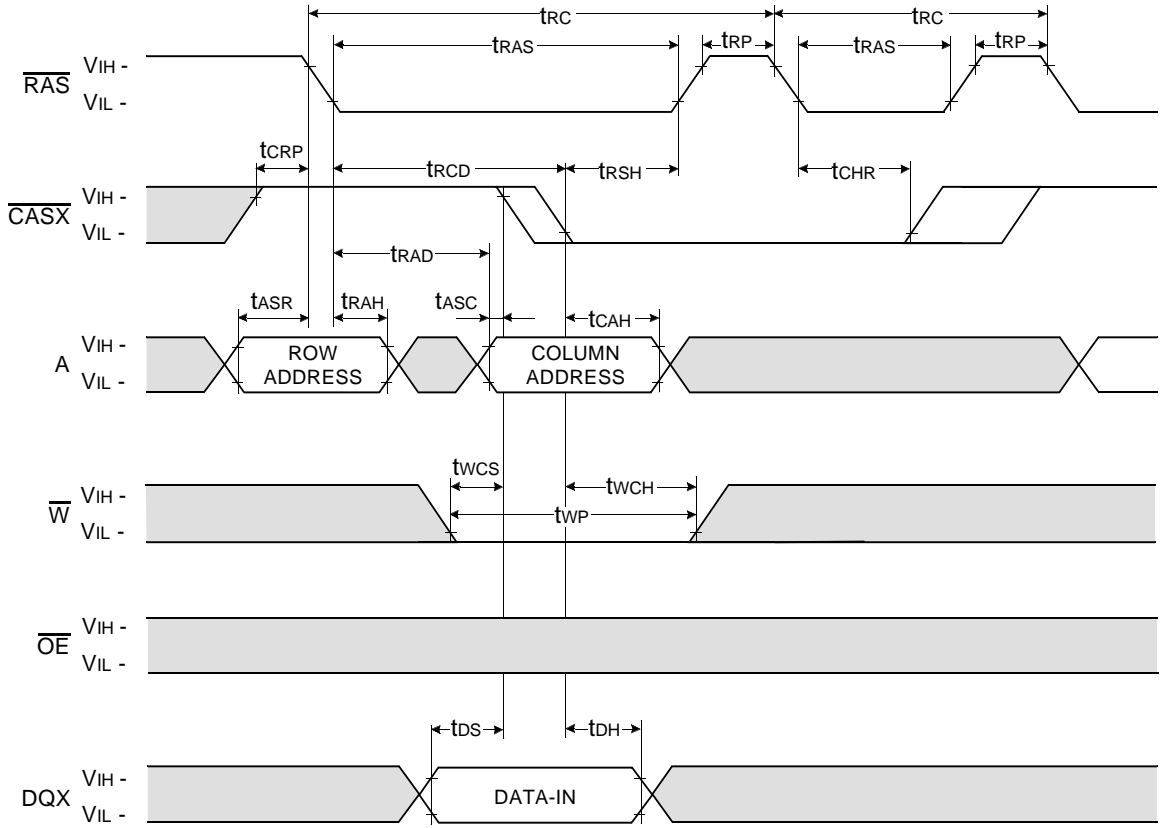 tRC tRC
tRAS tRP tRAS tRP
RAS VIH -
VIL -
tCRP tRCD tRSH tCHR
CASX VIH -
VIL -
tRAD
tASR tRAH tASC tCAH
A VIH -
VIL -
ROW ADDRESS
COLUMN ADDRESS
tWCS tWCH
W VIH -
VIL -
tWP
OE VIH -
VIL -
tDS tDH
DQX VIH -
VIL -
DATA-IN